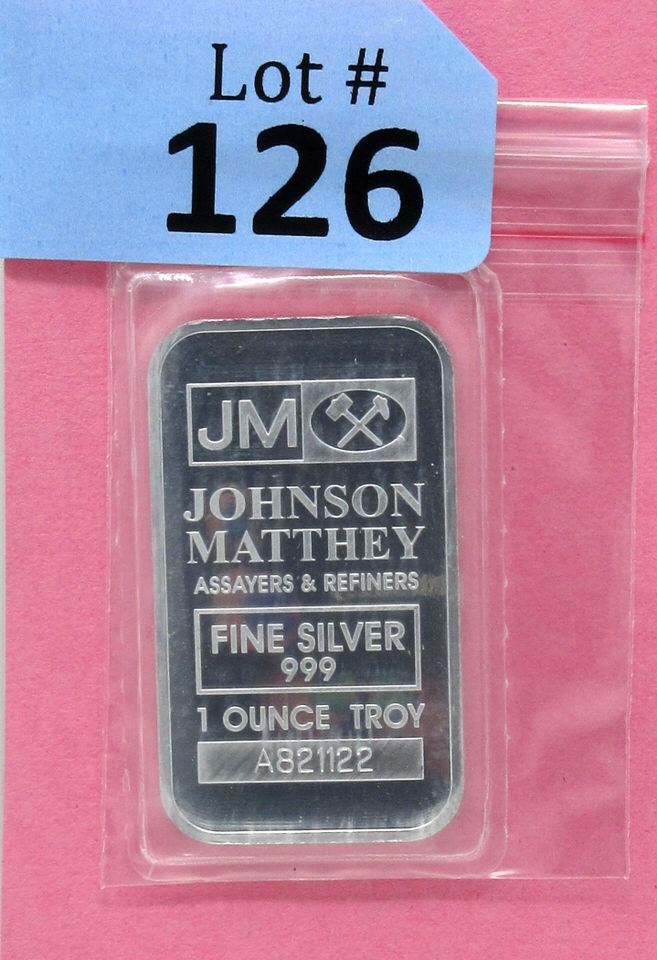 Lot #
126
JM
JOHNSON
MATTHEY
ASSAYERS & REFINERS
FINE SILVER
999
1 OUNCE TROY
A821122